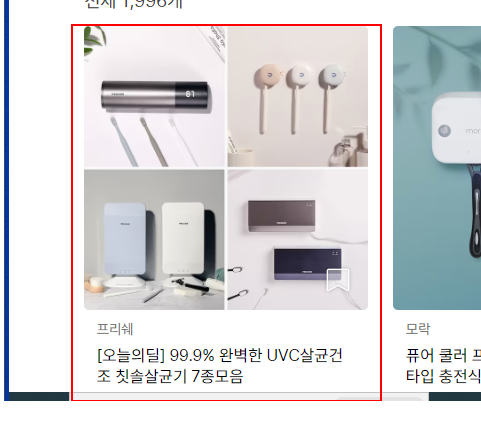 전체 1,996개
프리쉐
[오늘의딜] 99.9% 완벽한 UVC살균건
조 칫솔살균기 7종모음
모락
퓨어 쿨러 프
타입 충전식